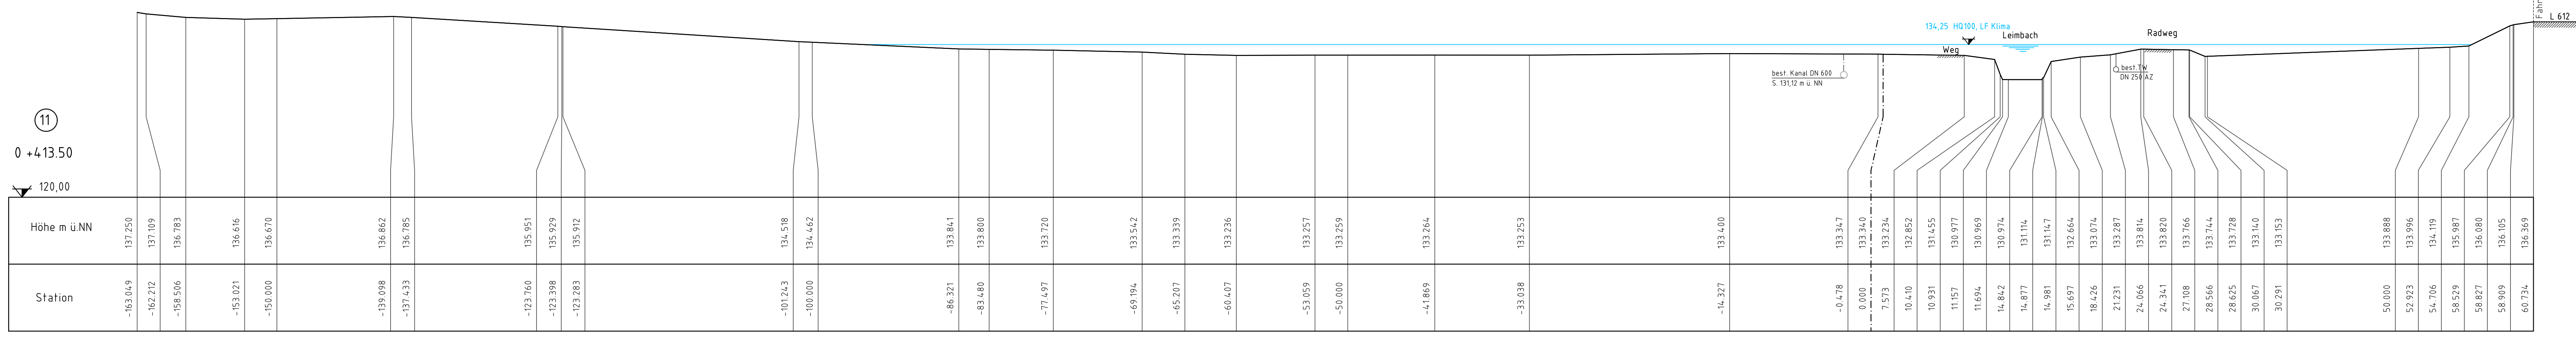 Fahr
L 612
134,25 HQ100, LF Klima
Leimbach
Radweg
Weg
best. Kanal DN 600
S. 131,12 m ü. NN
best.TW
DN 250 AZ
11
0 +413.50
120,00
Höhe m ü.NN
137.250 137.109 136.783 136.616 136.670 136.862 136.785 135.951 135.929 135.912 134.518 134.462 133.841 133.800 133.720 133.542 133.339 133.236 133.257 133.259 133.264 133.253 133.400 133.347 133.340 133.234 132.852 131.455 130.977 130.969 130.974 131.114 131.147 132.664 133.074 133.287 133.814 133.820 133.766 133.744 133.728 133.140 133.153 133.888 133.996 134.119 135.987 136.080 136.105 136.369
Station
-163.049 -162.212 -158.506 -153.021 -150.000 -139.098 -137.433 -123.760 -123.398 -123.283 -101.243 -100.000 -86.321 -83.480 -77.497 -69.194 -65.207 -60.407 -53.059 -50.000 -41.869 -33.038 -14.327 -0.478 0.000 7.573 10.410 10.931 11.157 11.694 14.842 14.877 14.981 15.697 18.426 21.231 24.066 24.341 27.108 28.566 28.625 30.067 30.291 50.000 52.923 54.706 58.529 58.827 58.909 60.734